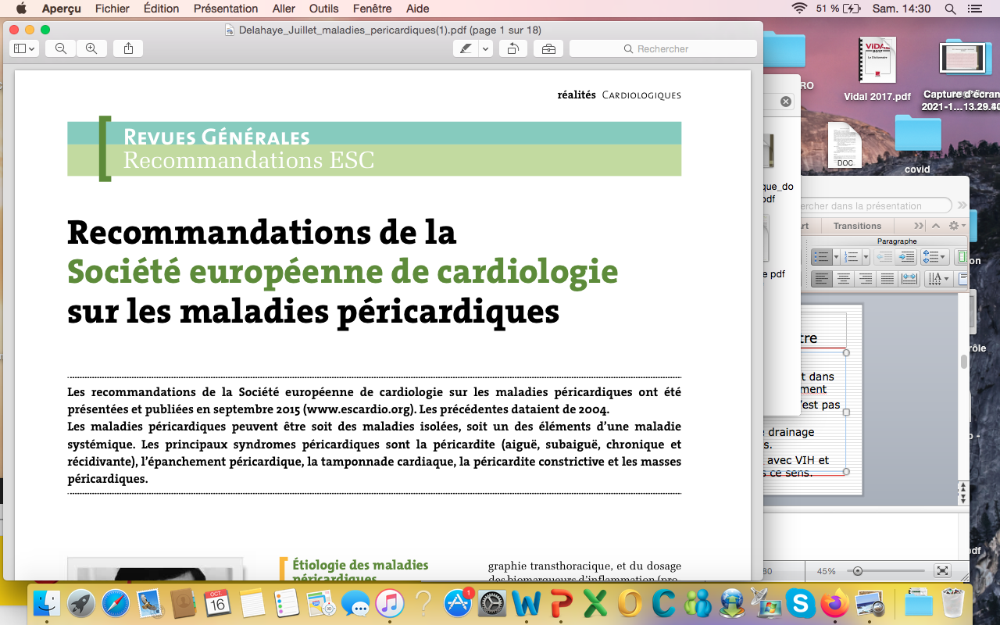 Aperçu Fichier Édition Présentation Aller Outils Fenêtre Aide 51 % Sam. 14:30
Delahaye_Juillet_maladies_pericardiques(1).pdf (page 1 sur 18)
Rechercher
réalités CARDIOLOGIQUES
REVUES GÉNÉRALES
Recommandations ESC
Recommandations de la
Société européenne de cardiologie
sur les maladies péricardiques
Les recommandations de la Société européenne de cardiologie sur les maladies péricardiques ont été
présentées et publiées en septembre 2015 (www.escardio.org). Les précédentes dataient de 2004.
Les maladies péricardiques peuvent être soit des maladies isolées, soit un des éléments d'une maladie
systémique. Les principaux syndromes péricardiques sont la péricardite (aiguë, subaiguë, chronique et
récidivante), l'épanchement péricardique, la tamponnade cardiaque, la péricardite constrictive et les masses
péricardiques.
Étiologie des maladies
péricardiques
graphie transthoracique, et du dosage
des biomarqueurs d'inflammation (pro-
RO
VIDAL
2017
Le Dictionnaire
Vidal 2017.pdf
Capture d'écran
2021-1...13.29.40
DOC
covid
que_do
pdf
e pdf
ercher dans la présentation
rt
Transitions
Paragraphe
on
tre
rôle
t dans
ment
'est pas
drainage
s.
avec VIH et
s ce sens.
pdf
80
45%
OCT.
16
1